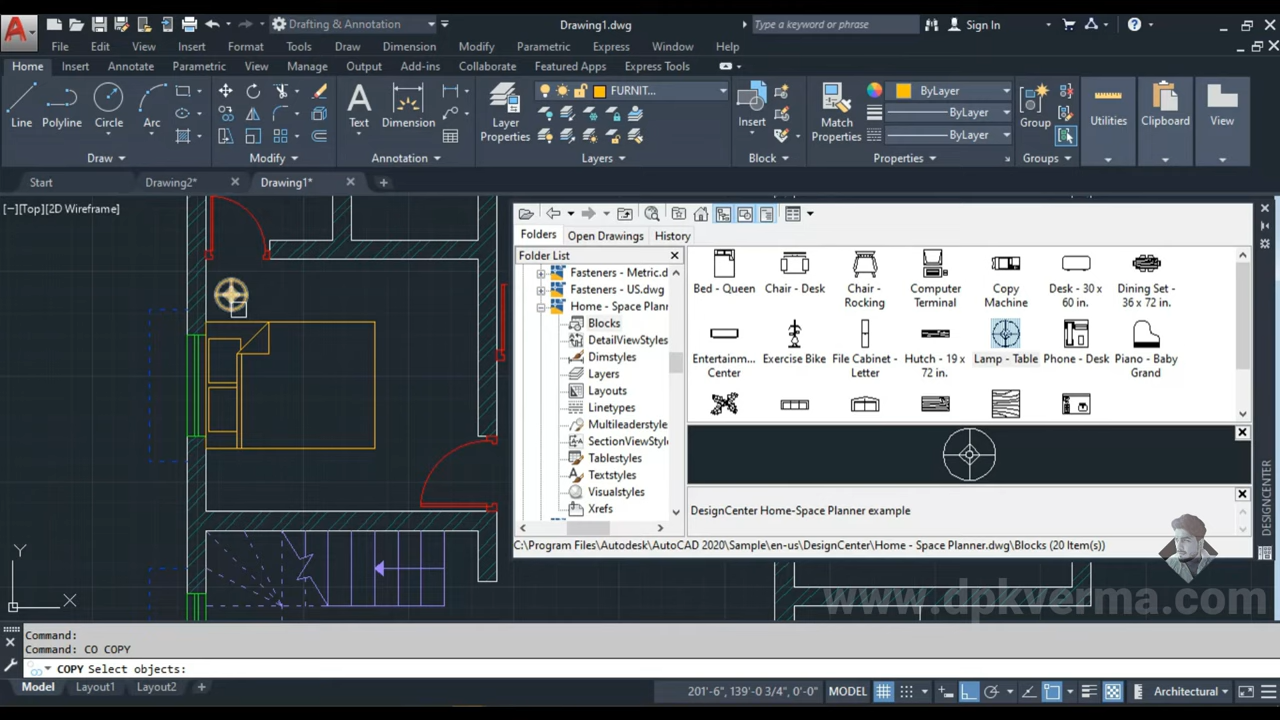 A Drafting & Annotation Drawing1.dwg Type a keyword or phrase Sign In
File Edit View Insert Format Tools Draw Dimension Modify Parametric Express Window Help
Home Insert Annotate Parametric View Manage Output Add-ins Collaborate Featured Apps Express Tools
FURNIT... ByLayer
ByLayer
ByLayer
Line Polyline Circle Arc Text Dimension Layer Properties Insert Match Properties Group Utilities Clipboard View
Draw Modify Annotation Layers Block Properties Groups
Start Drawing2* Drawing1*
[−][Top][2D Wireframe]
Folders Open Drawings History
Folder List
Fasteners - Metric.d
Fasteners - US.dwg
Home - Space Planr
Blocks
DetailViewStyles
Dimstyles
Layers
Layouts
Linetypes
Multileaderstyle
SectionViewStyle
Tablestyles
Textstyles
Visualstyles
Xrefs
Bed - Queen Chair - Desk Chair - Rocking Computer Terminal Copy Machine Desk - 30 x 60 in. Dining Set - 36 x 72 in.
Entertainm... Center Exercise Bike File Cabinet - Letter Hutch - 19 x 72 in. Lamp - Table Phone - Desk Piano - Baby Grand
DesignCenter Home-Space Planner example
C:\Program Files\Autodesk\AutoCAD 2020\Sample\en-us\DesignCenter\Home - Space Planner.dwg\Blocks (20 Item(s))
DESIGNCENTER
www.dpkverma.com
Y
X
Command:
Command: CO COPY
COPY Select objects:
Model Layout1 Layout2 + 201'-6", 139'-0 3/4", 0'-0" MODEL Architectural